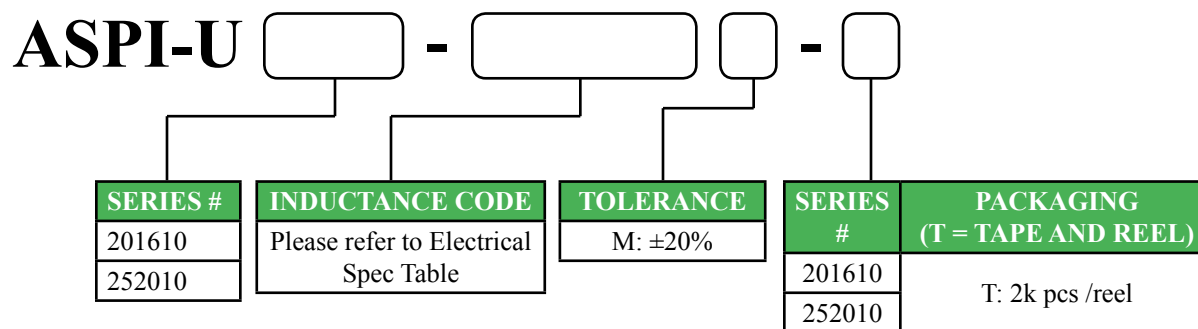 ASPI-U - -
SERIES #
201610
252010
INDUCTANCE CODE
Please refer to Electrical
Spec Table
TOLERANCE
M: ±20%
SERIES
#
PACKAGING
(T = TAPE AND REEL)
201610
252010
T: 2k pcs /reel